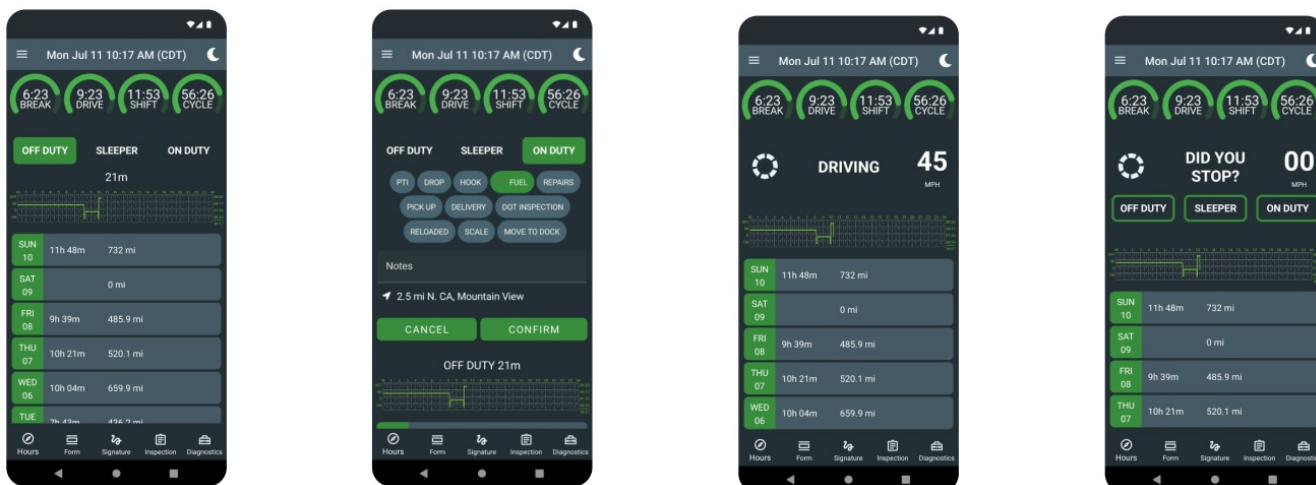 Mon Jul 11 10:17 AM (CDT)
6:23 BREAK
9:23 DRIVE
11:53 SHIFT
56:26 CYCLE
OFF DUTY SLEEPER ON DUTY
21m
SUN 10 11h 48m 732 mi
SAT 09 0 mi
FRI 08 9h 39m 485.9 mi
THU 07 10h 21m 520.1 mi
WED 06 10h 04m 659.9 mi
TUE 7h 43m 436.2 mi
Hours Form Signature Inspection Diagnostics
Mon Jul 11 10:17 AM (CDT)
6:23 BREAK
9:23 DRIVE
11:53 SHIFT
56:26 CYCLE
OFF DUTY SLEEPER ON DUTY
PTI DROP HOOK FUEL REPAIRS
PICK UP DELIVERY DOT INSPECTION
RELOADED SCALE MOVE TO DOCK
Notes
2.5 mi N. CA, Mountain View
CANCEL CONFIRM
OFF DUTY 21m
Hours Form Signature Inspection Diagnostics
Mon Jul 11 10:17 AM (CDT)
6:23 BREAK
9:23 DRIVE
11:53 SHIFT
56:26 CYCLE
DRIVING 45
MPH
SUN 10 11h 48m 732 mi
SAT 09 0 mi
FRI 08 9h 39m 485.9 mi
THU 07 10h 21m 520.1 mi
WED 06 10h 04m 659.9 mi
Hours Form Signature Inspection Diagnostics
Mon Jul 11 10:17 AM (CDT)
6:23 BREAK
9:23 DRIVE
11:53 SHIFT
56:26 CYCLE
DID YOU
STOP?
00
MPH
OFF DUTY SLEEPER ON DUTY
SUN 10 11h 48m 732 mi
SAT 09 0 mi
FRI 08 9h 39m 485.9 mi
THU 07 10h 21m 520.1 mi
Hours Form Signature Inspection Diagnostic